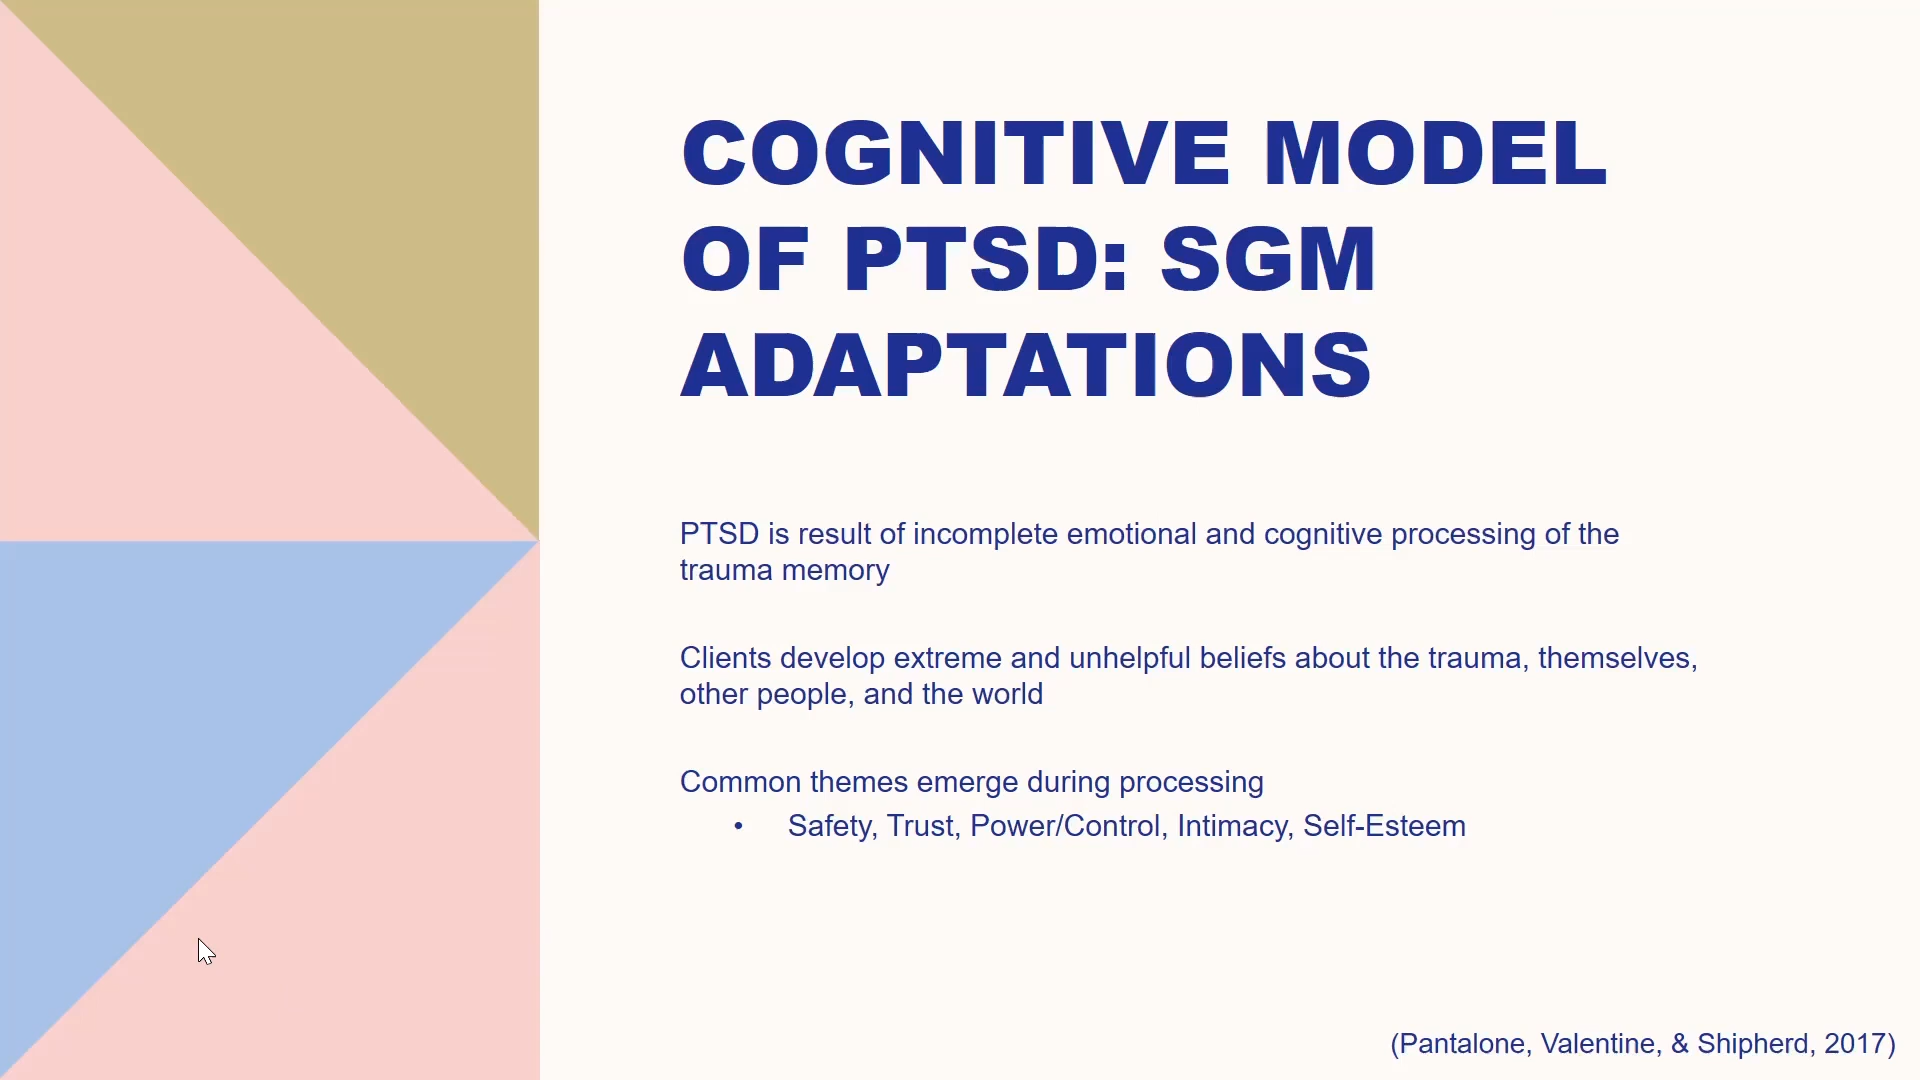 COGNITIVE MODEL
OF PTSD: SGM
ADAPTATIONS
PTSD is result of incomplete emotional and cognitive processing of the
trauma memory
Clients develop extreme and unhelpful beliefs about the trauma, themselves,
other people, and the world
Common themes emerge during processing
• Safety, Trust, Power/Control, Intimacy, Self-Esteem
(Pantalone, Valentine, & Shipherd, 2017)